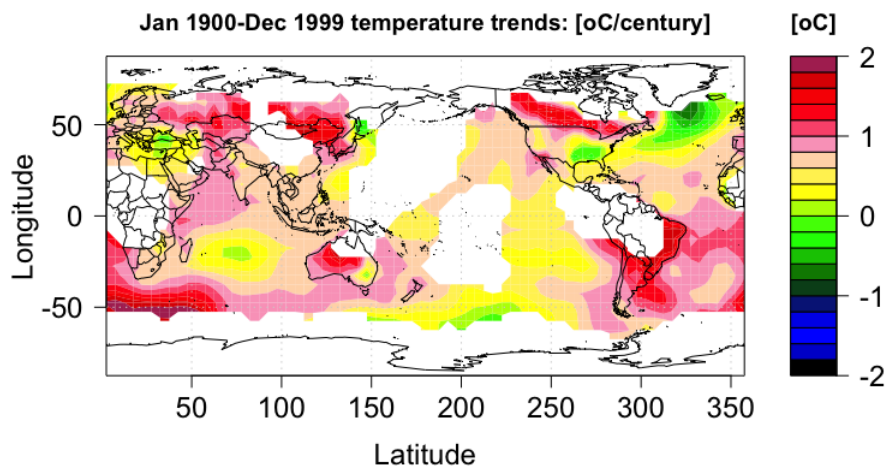 Jan 1900-Dec 1999 temperature trends: [oC/century]
[oC]
2
1
0
-1
-2
50
0
-50
Longitude
50 100 150 200 250 300 350
Latitude